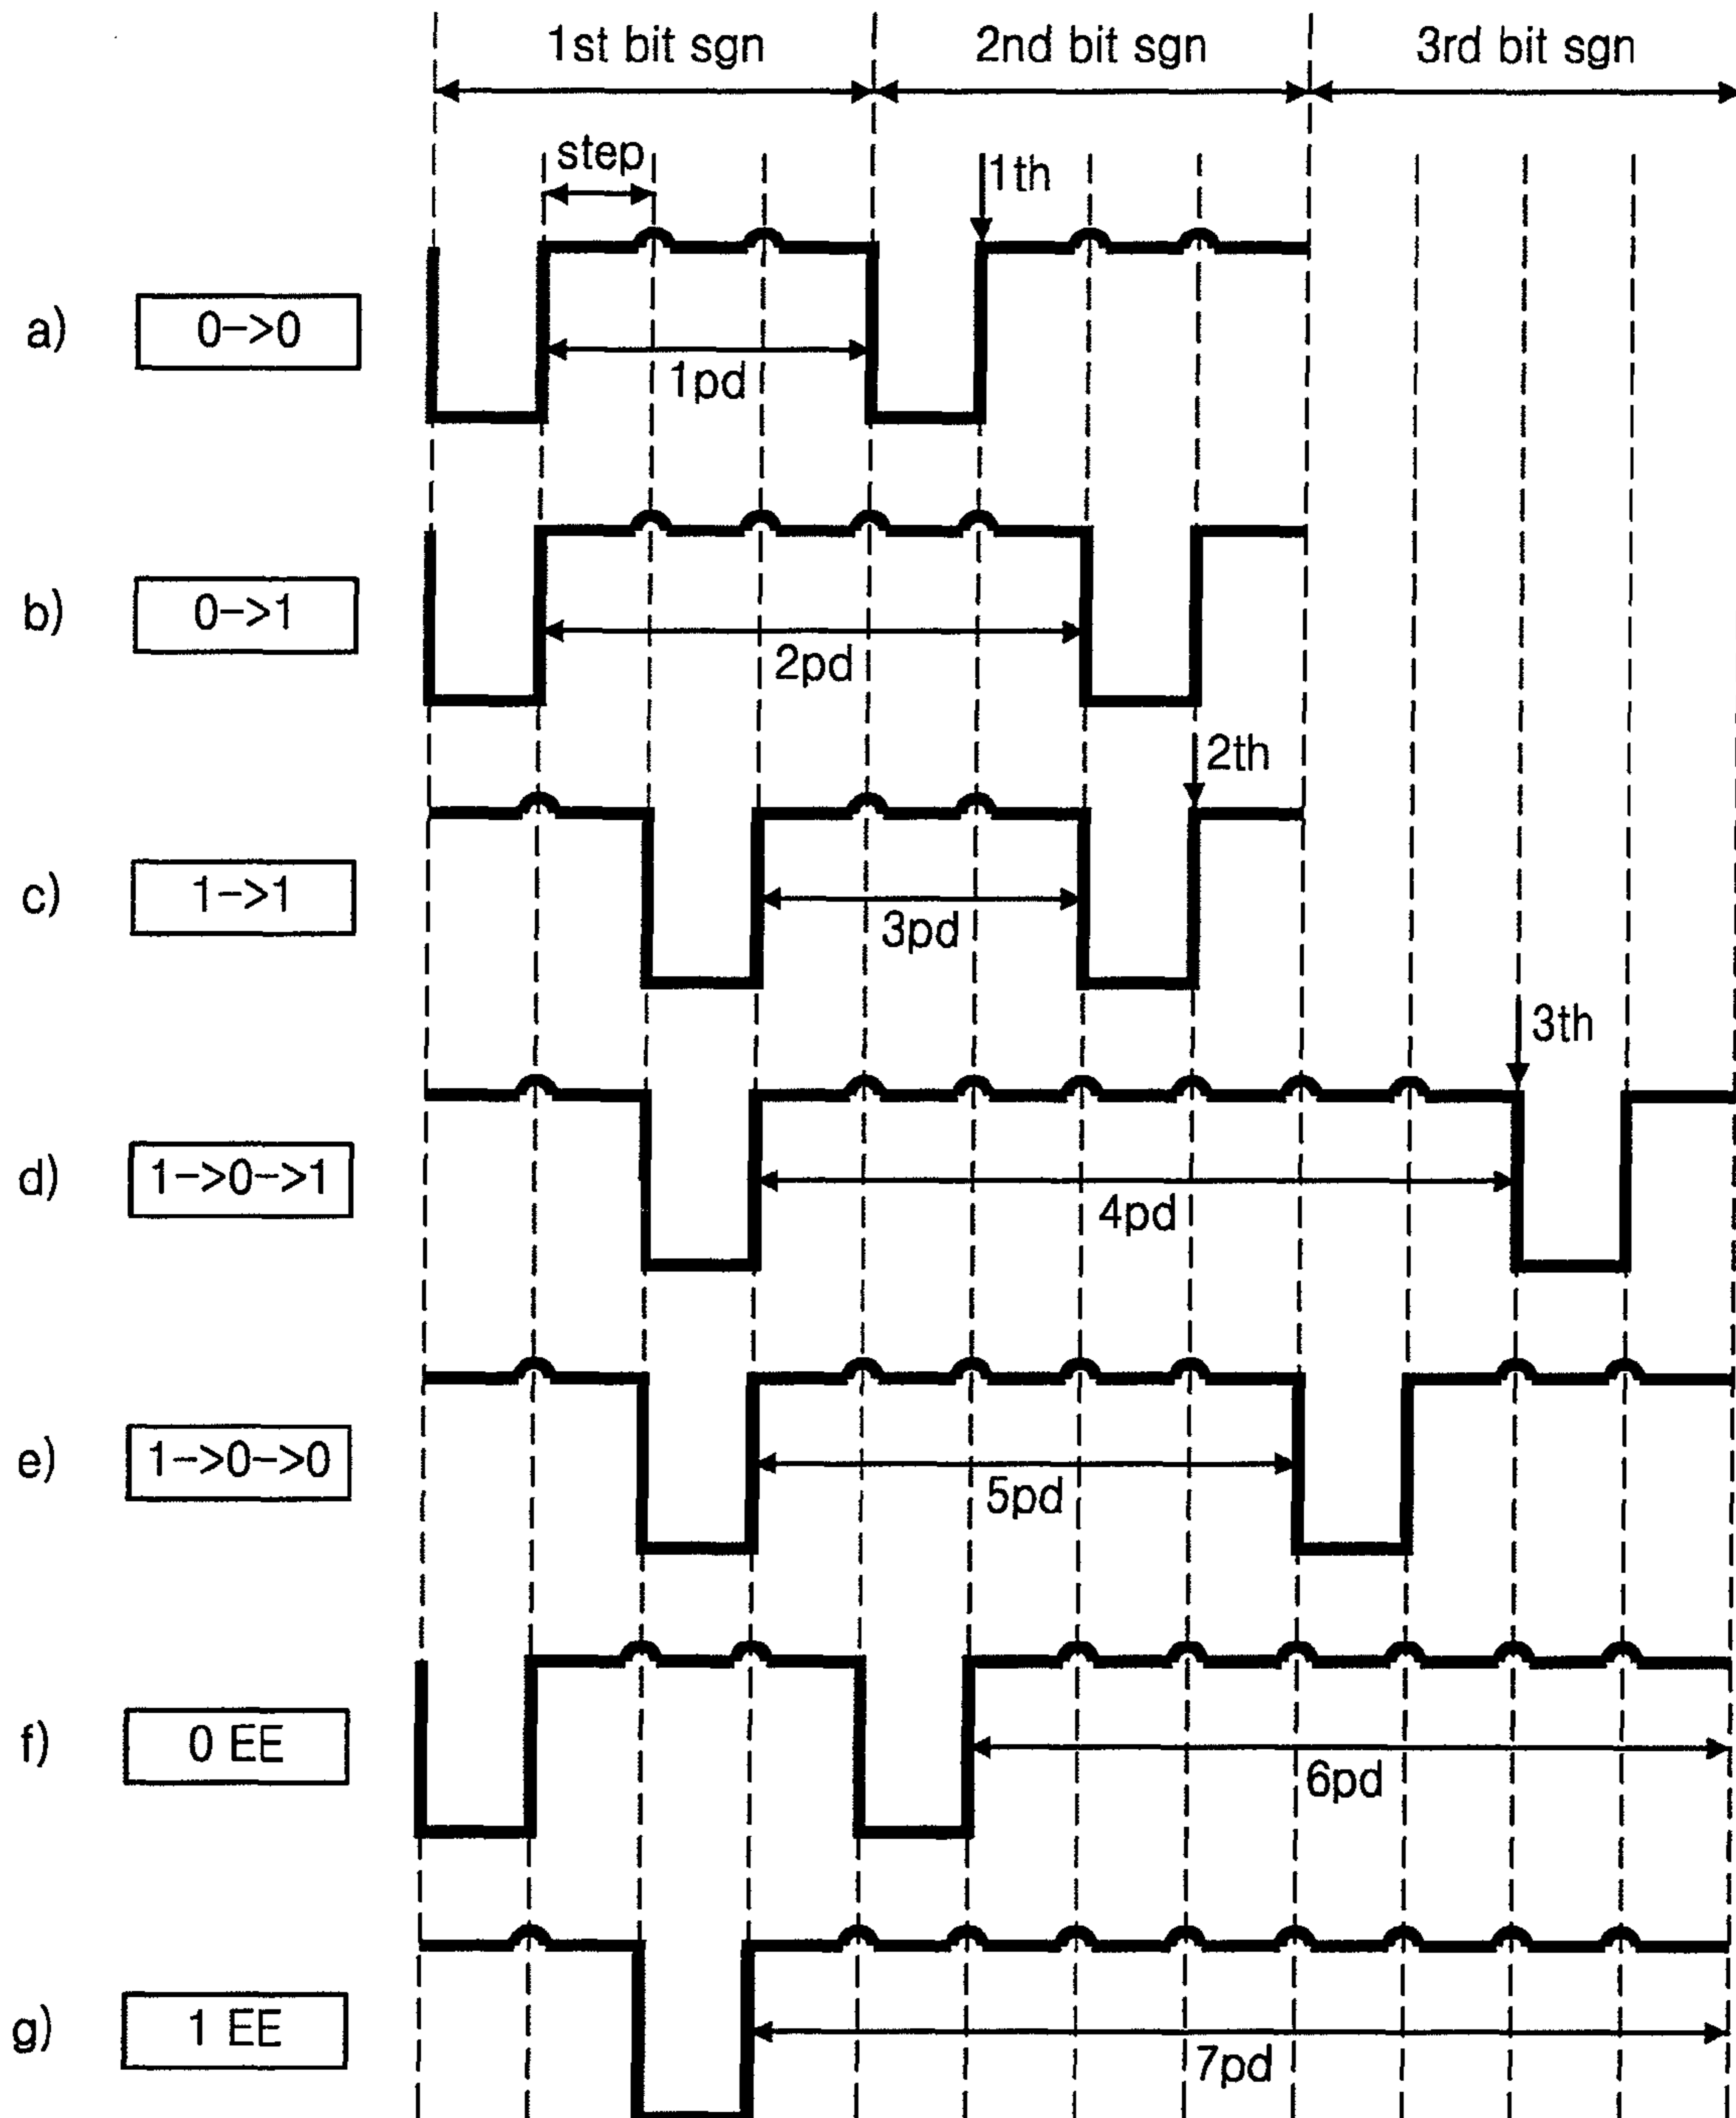 1st bit sgn 2nd bit sgn 3rd bit sgn
step
1th
a) 0->0
1pd
b) 0->1
2pd
2th
c) 1->1
3pd
3th
d) 1->0->1
4pd
e) 1->0->0
5pd
f) 0 EE
6pd
g) 1 EE
7pd